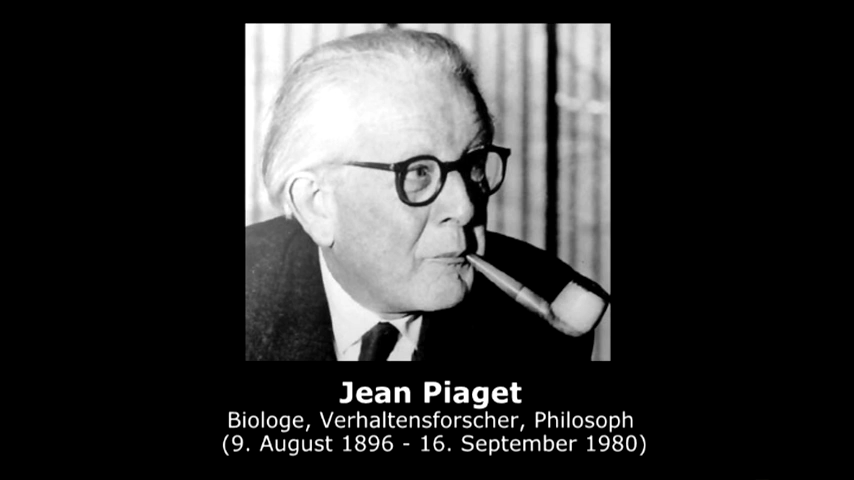 Jean Piaget
Biologe, Verhaltensforscher, Philosoph
(9. August 1896 - 16. September 1980)